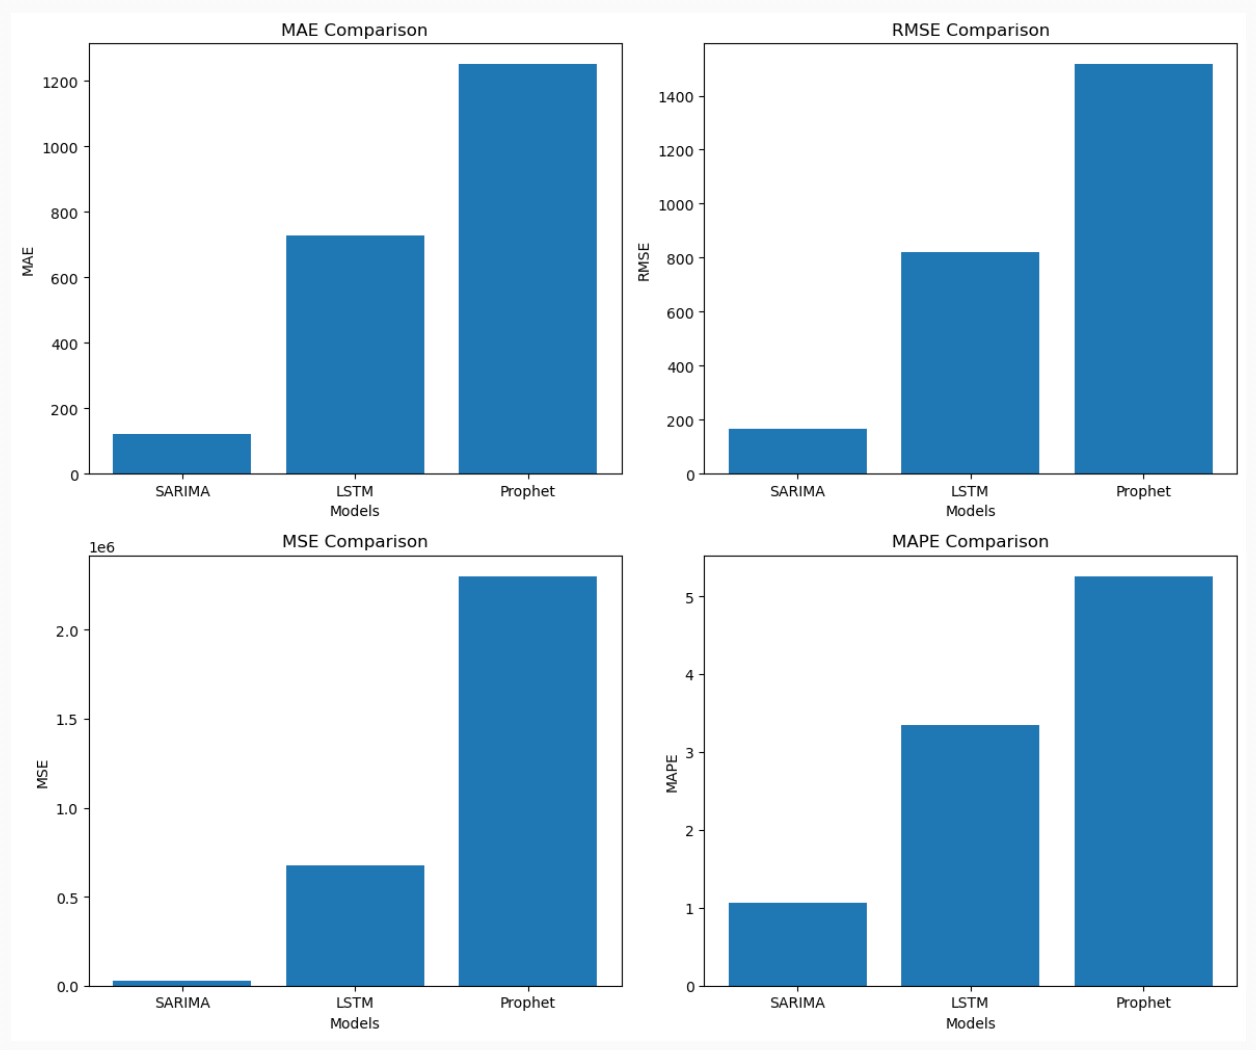 MAE Comparison
1200
1000
800
600
400
200
0
MAE
SARIMA LSTM Prophet
Models
RMSE Comparison
1400
1200
1000
800
600
400
200
0
RMSE
SARIMA LSTM Prophet
Models
MSE Comparison
1e6
2.0
1.5
1.0
0.5
0.0
MSE
SARIMA LSTM Prophet
Models
MAPE Comparison
5
4
3
2
1
0
MAPE
SARIMA LSTM Prophet
Models